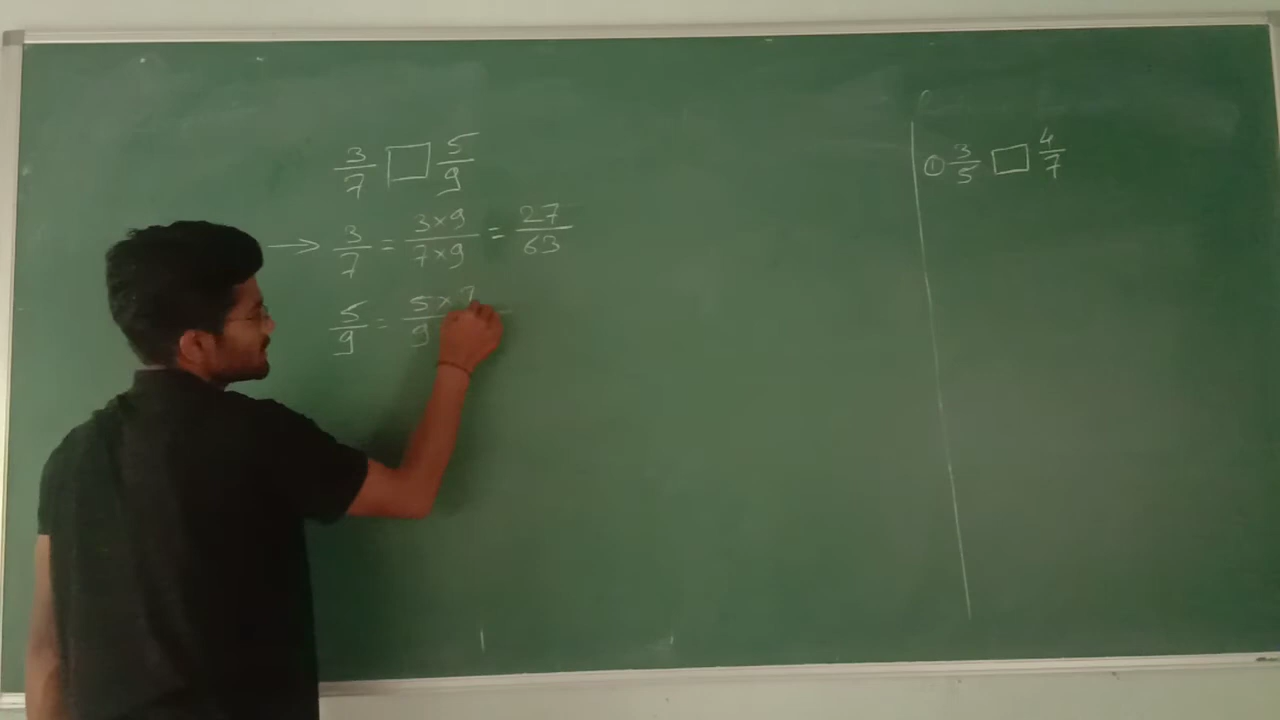 3/7 □ 5/9
→ 3/7 = 3×9/7×9 = 27/63
5/9 = 5×7/9
① 3/5 □ 4/7